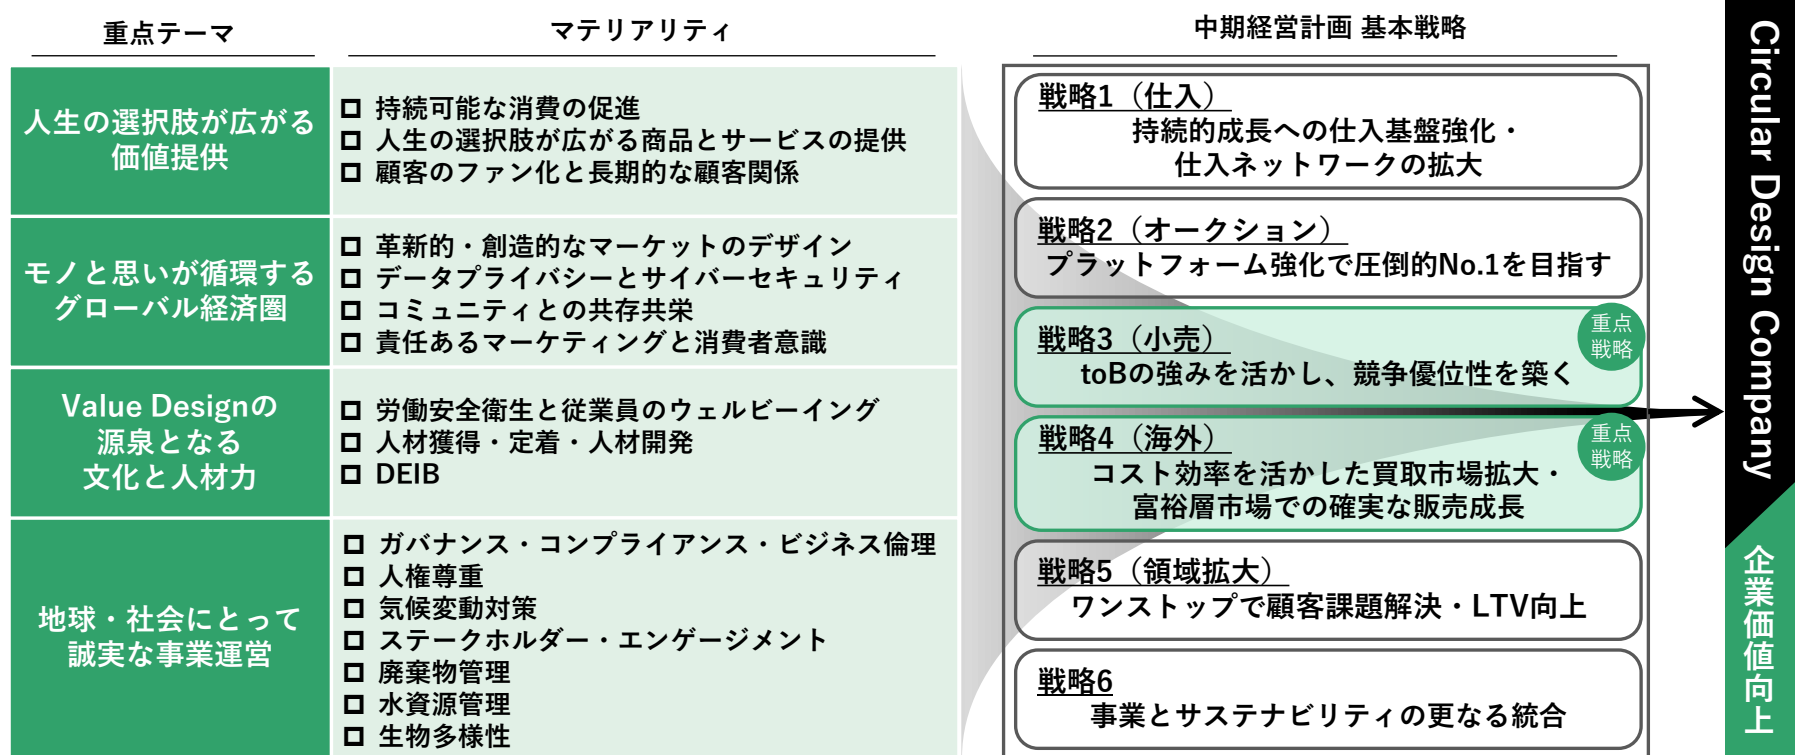 重点テーマ
マテリアリティ
中期経営計画 基本戦略
人生の選択肢が広がる
価値提供
持続可能な消費の促進
人生の選択肢が広がる商品とサービスの提供
顧客のファン化と長期的な顧客関係
モノと思いが循環する
グローバル経済圏
革新的・創造的なマーケットのデザイン
データプライバシーとサイバーセキュリティ
コミュニティとの共存共栄
責任あるマーケティングと消費者意識
Value Designの
源泉となる
文化と人材力
労働安全衛生と従業員のウェルビーイング
人材獲得・定着・人材開発
DEIB
地球・社会にとって
誠実な事業運営
ガバナンス・コンプライアンス・ビジネス倫理
人権尊重
気候変動対策
ステークホルダー・エンゲージメント
廃棄物管理
水資源管理
生物多様性
戦略1（仕入）
持続的成長への仕入基盤強化・
仕入ネットワークの拡大
戦略2（オークション）
プラットフォーム強化で圧倒的No.1を目指す
戦略3（小売）
toBの強みを活かし、競争優位性を築く
重点
戦略
戦略4（海外）
コスト効率を活かした買取市場拡大・
富裕層市場での確実な販売成長
重点
戦略
戦略5（領域拡大）
ワンストップで顧客課題解決・LTV向上
戦略6
事業とサステナビリティの更なる統合
Circular Design Company
企業価値向上